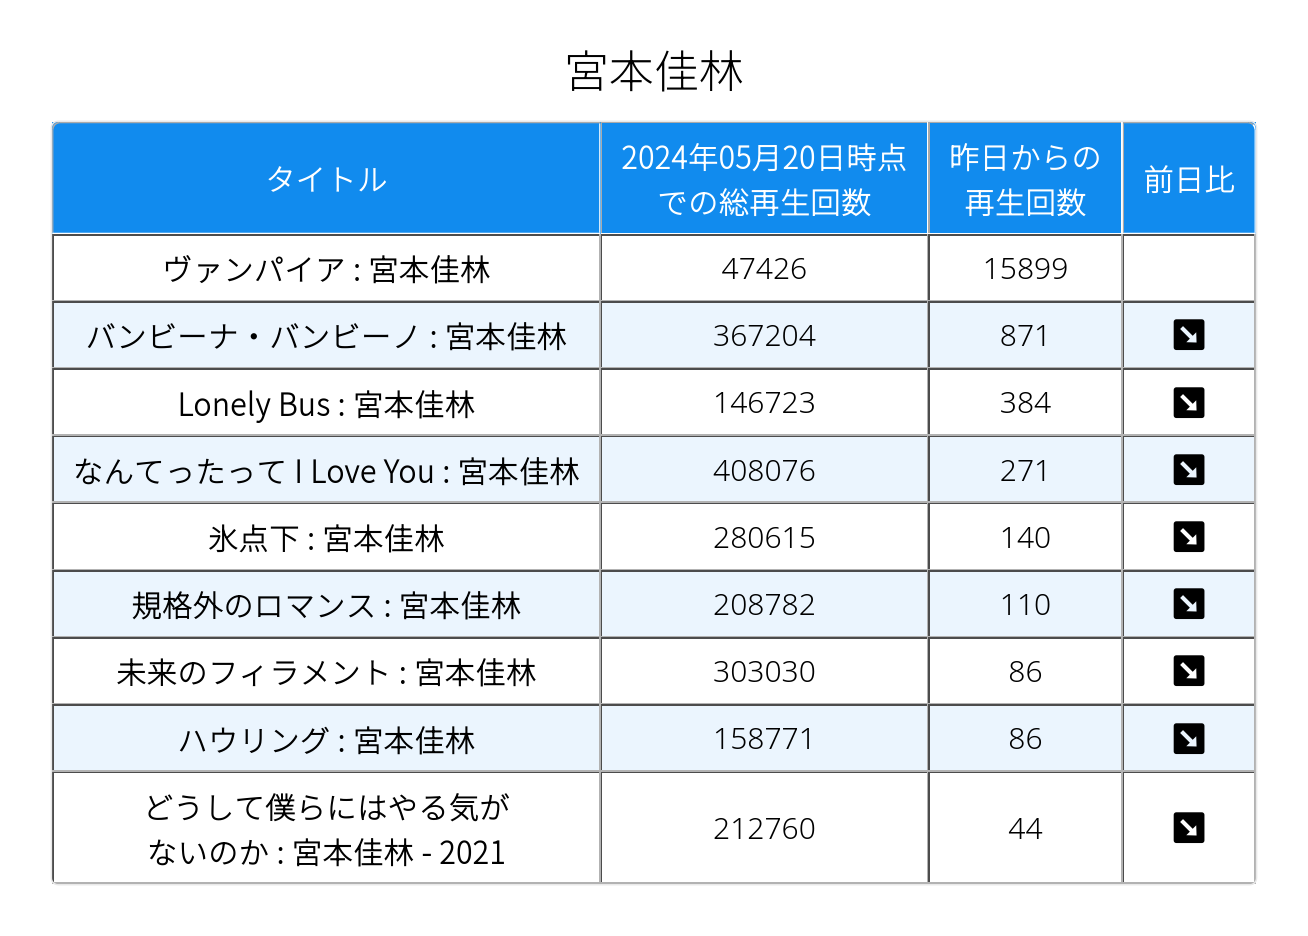 宮本佳林
タイトル
2024年05月20日時点
での総再生回数
昨日からの
再生回数
前日比
ヴァンパイア : 宮本佳林 47426 15899
バンビーナ・バンビーノ : 宮本佳林 367204 871
Lonely Bus : 宮本佳林 146723 384
なんてったって I Love You : 宮本佳林 408076 271
氷点下 : 宮本佳林 280615 140
規格外のロマンス : 宮本佳林 208782 110
未来のフィラメント : 宮本佳林 303030 86
ハウリング : 宮本佳林 158771 86
どうして僕らにはやる気が
ないのか : 宮本佳林 - 2021 212760 44